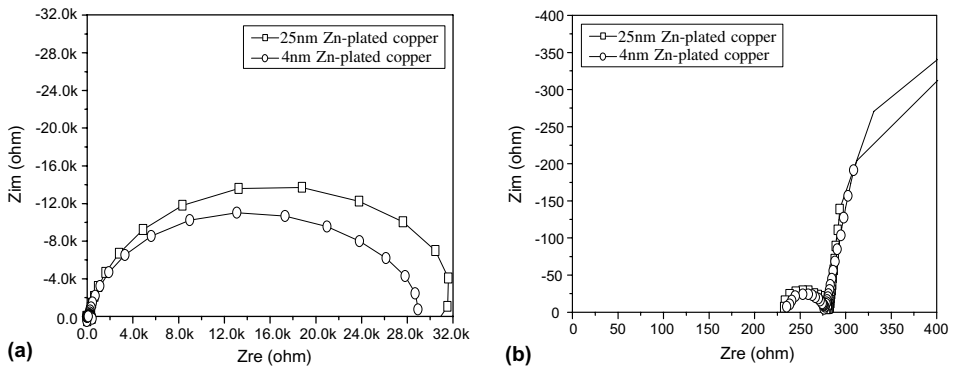 -32.0k
-28.0k
-24.0k
-20.0k
-16.0k
-12.0k
-8.0k
-4.0k
0.0
Zim (ohm)
25nm Zn-plated copper
4nm Zn-plated copper
0.0 4.0k 8.0k 12.0k 16.0k 20.0k 24.0k 28.0k 32.0k
Zre (ohm)
(a)
-400
-350
-300
-250
-200
-150
-100
-50
0
Zim (ohm)
25nm Zn-plated copper
4nm Zn-plated copper
0 50 100 150 200 250 300 350 400
Zre (ohm)
(b)